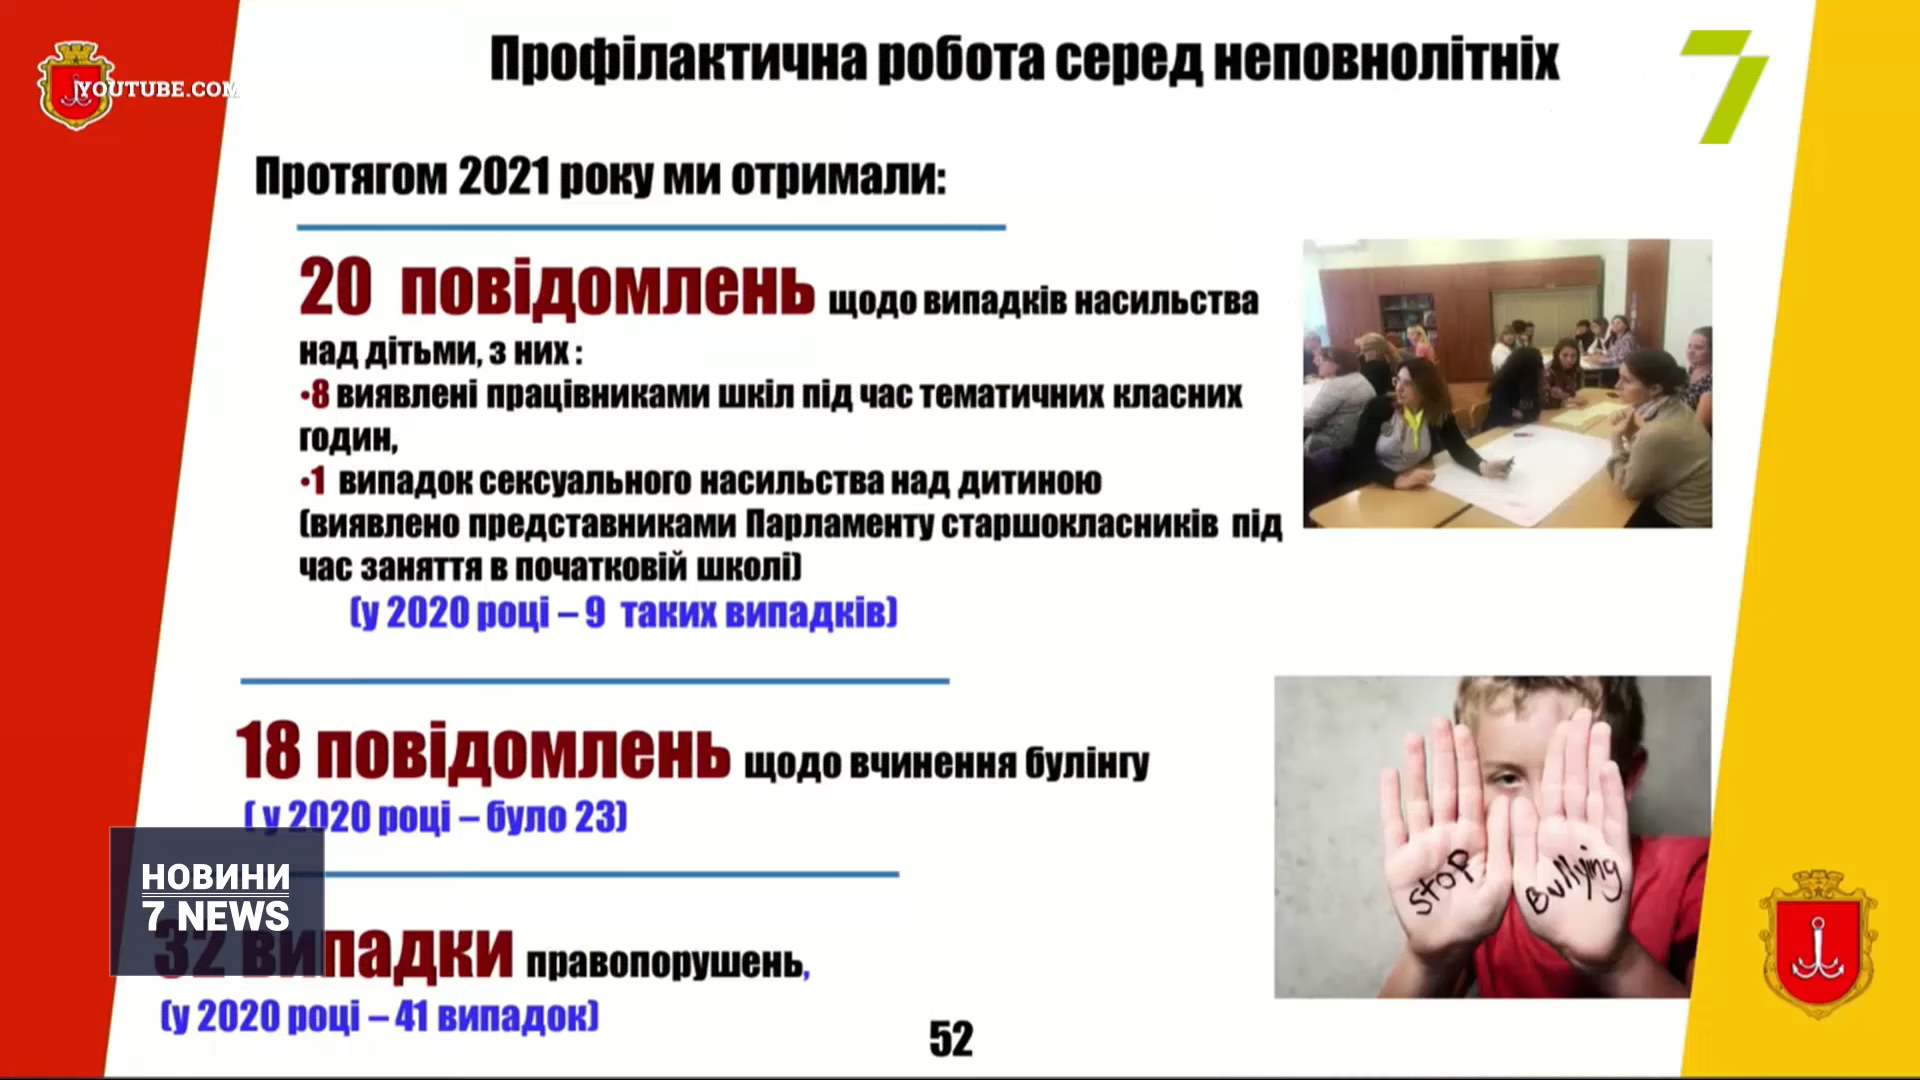 YOUTUBE.COM
Профілактична робота серед неповнолітніх
7
Протягом 2021 року ми отримали:
20 повідомлень щодо випадків насильства
над дітьми, з них :
•8 виявлені працівниками шкіл під час тематичних класних
годин,
•1 випадок сексуального насильства над дитиною
(виявлено представниками Парламенту старшокласників під
час заняття в початковій школі)
(у 2020 році – 9 таких випадків)
18 повідомлень щодо вчинення булінгу
( у 2020 році – було 23)
STOP
Bullying
НОВИНИ
7 NEWS
32 випадки правопорушень,
(у 2020 році – 41 випадок)
52